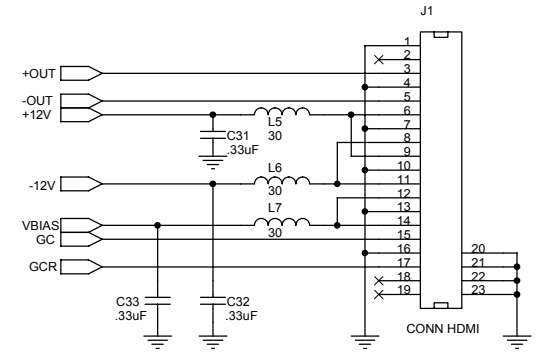 J1
1
2
+OUT
3
4
-OUT
5
+12V
L5
6
30
7
C31
.33uF
8
9
L6
10
-12V
30
11
L7
12
13
VBIAS
30
14
GC
15
16
20
GCR
17
21
18
22
19
23
C33
.33uF
C32
.33uF
CONN HDMI